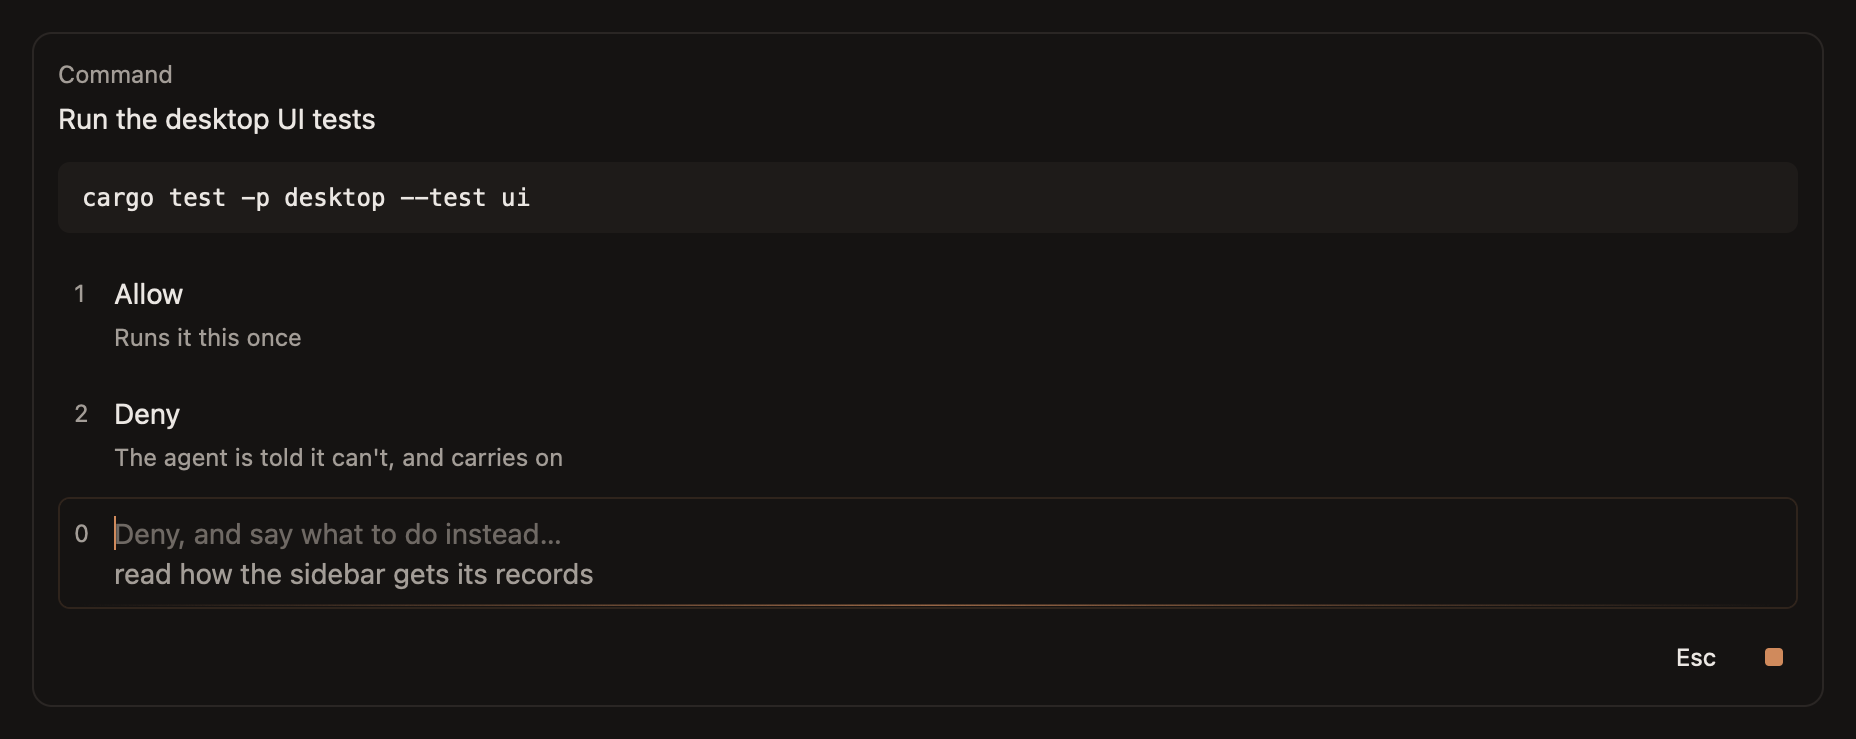 Command
Run the desktop UI tests
cargo test -p desktop --test ui
1 Allow
Runs it this once
2 Deny
The agent is told it can't, and carries on
0 Deny, and say what to do instead...
read how the sidebar gets its records
Esc